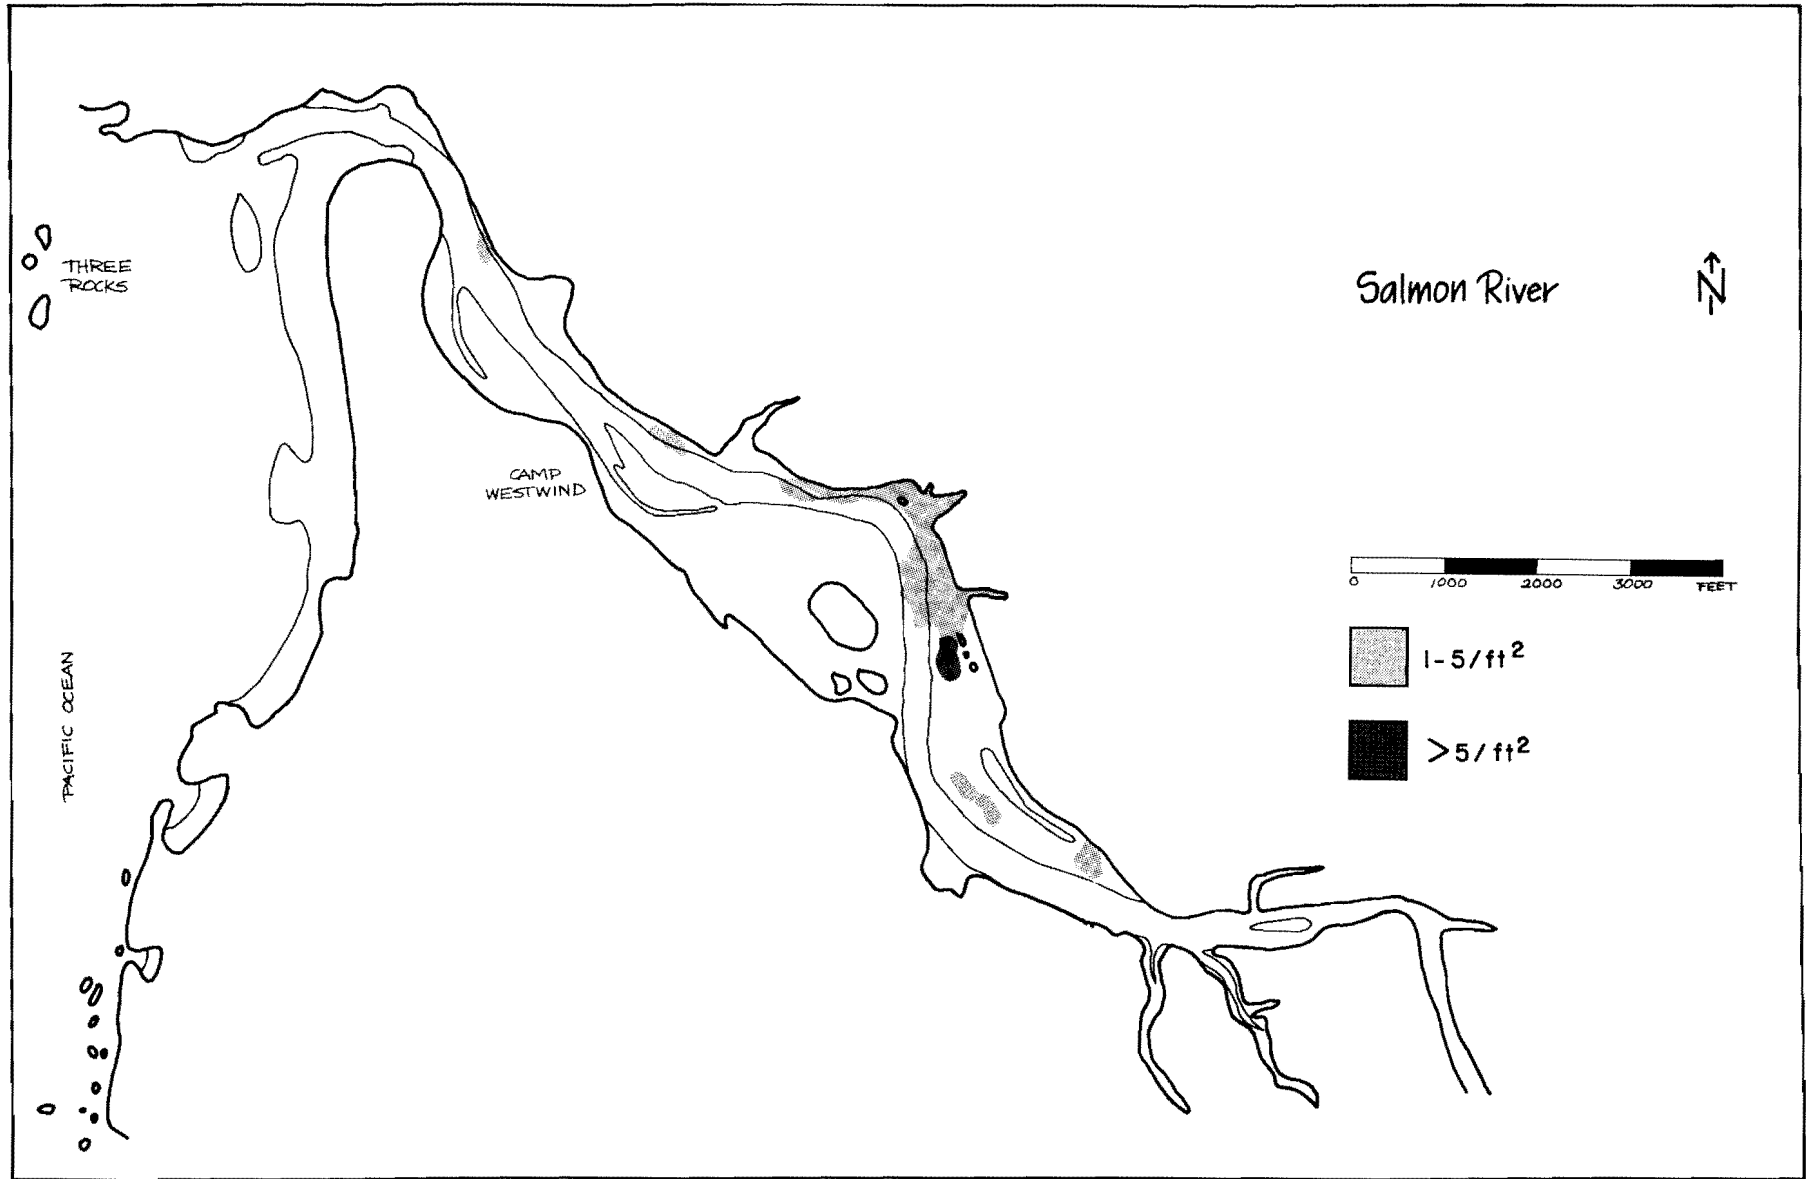 THREE
ROCKS
Salmon River
N
CAMP
WESTWIND
0 1000 2000 3000 FEET
1-5/ft²
PACIFIC OCEAN
>5/ft²